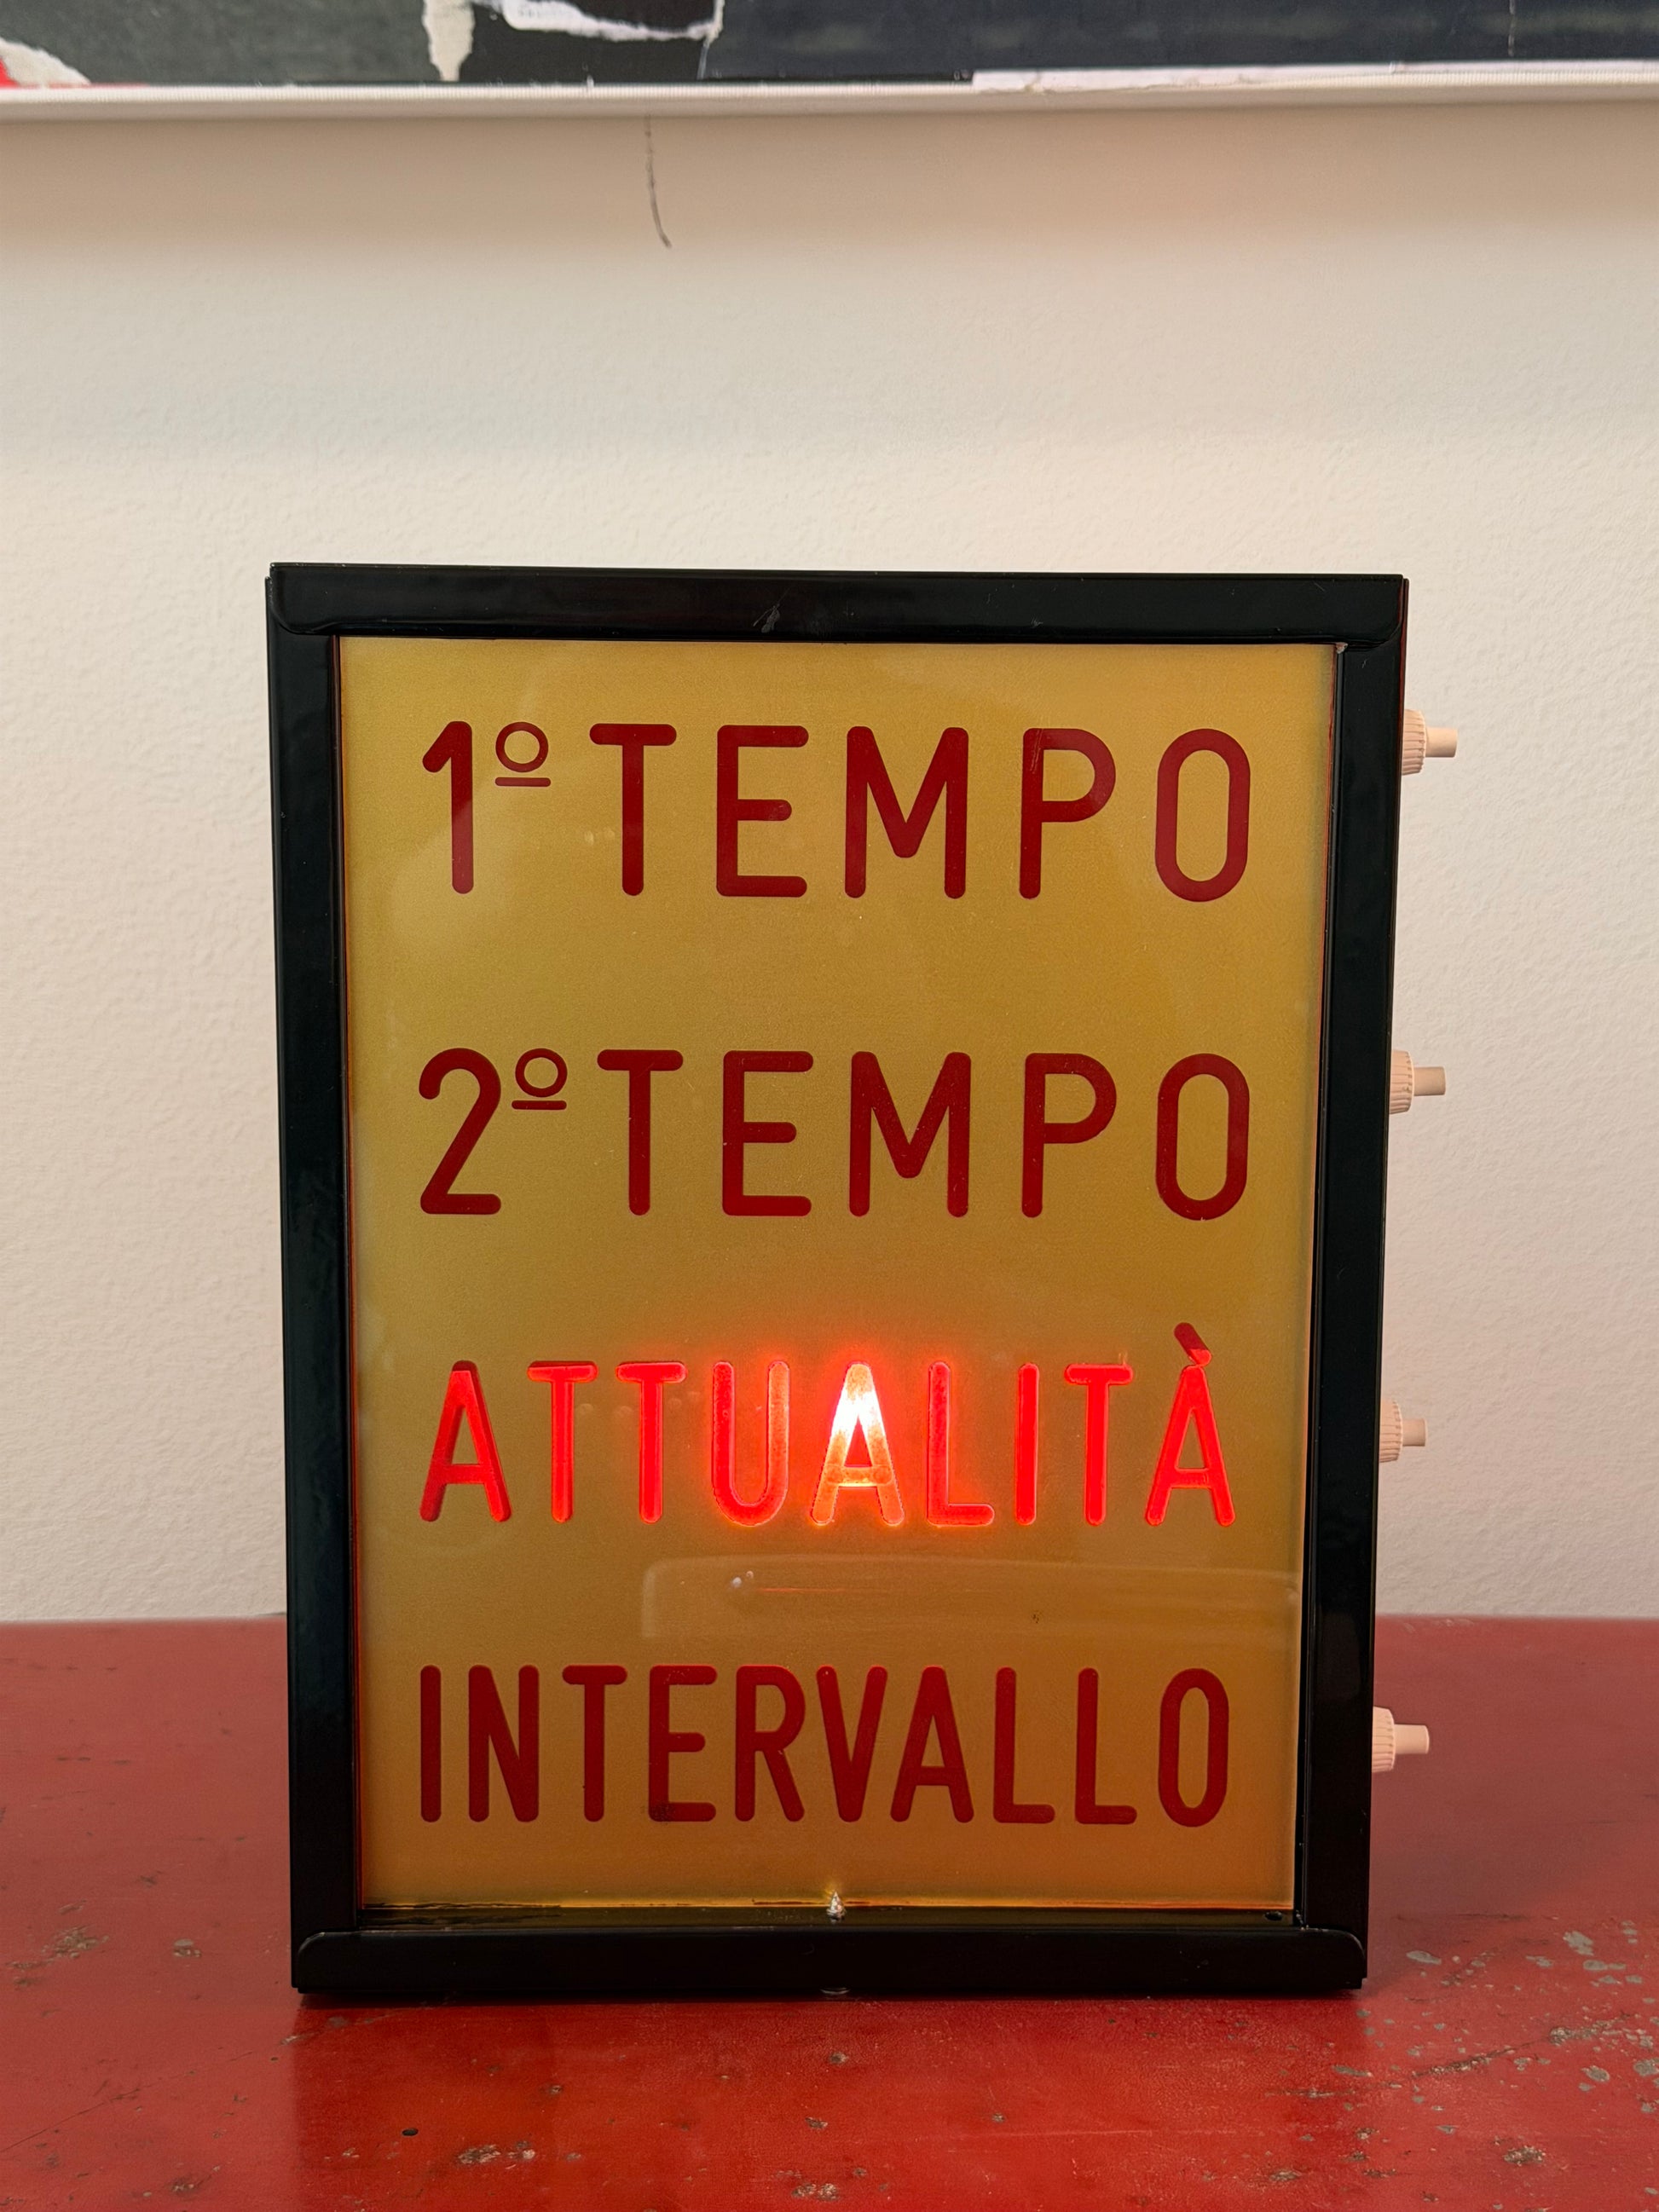 1º TEMPO
2º TEMPO
ATTUALITÀ
INTERVALLO